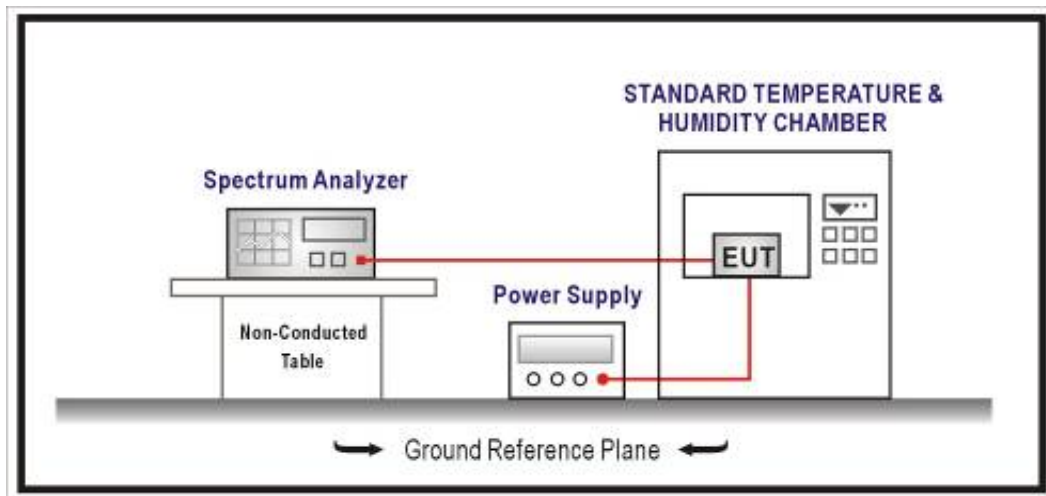 STANDARD TEMPERATURE &
HUMIDITY CHAMBER
Spectrum Analyzer
EUT
Power Supply
Non-Conducted
Table
Ground Reference Plane